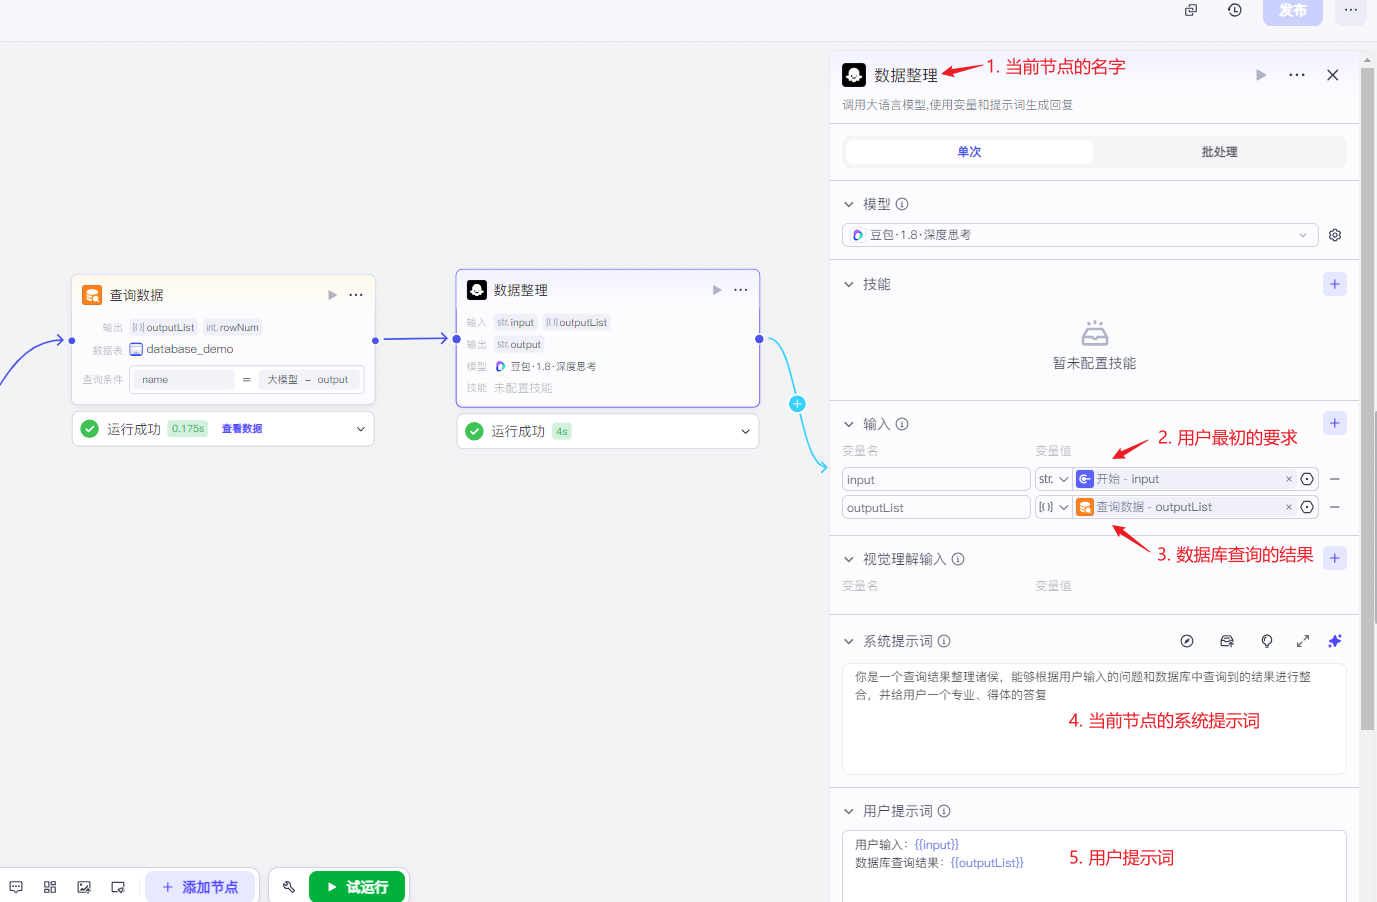 发布
查询数据
输出 [()] outputList int. rowNum
数据表 database_demo
查询条件 name = 大模型 - output
运行成功 0.175s 查看数据
数据整理
输入 str. input [()] outputList
输出 str. output
模型 豆包·1.8·深度思考
技能 未配置技能
运行成功 4s
添加节点
试运行
数据整理
1. 当前节点的名字
调用大语言模型,使用变量和提示词生成回复
单次 批处理
模型
豆包·1.8·深度思考
技能
暂未配置技能
输入
2. 用户最初的要求
变量名 变量值
input str. 开始 - input
outputList [()] 查询数据 - outputList
3. 数据库查询的结果
视觉理解输入
变量名 变量值
系统提示词
你是一个查询结果整理诸侯，能够根据用户输入的问题和数据库中查询到的结果进行整
合，并给用户一个专业、得体的答复
4. 当前节点的系统提示词
用户提示词
用户输入：{{input}}
数据库查询结果：{{outputList}}
5. 用户提示词